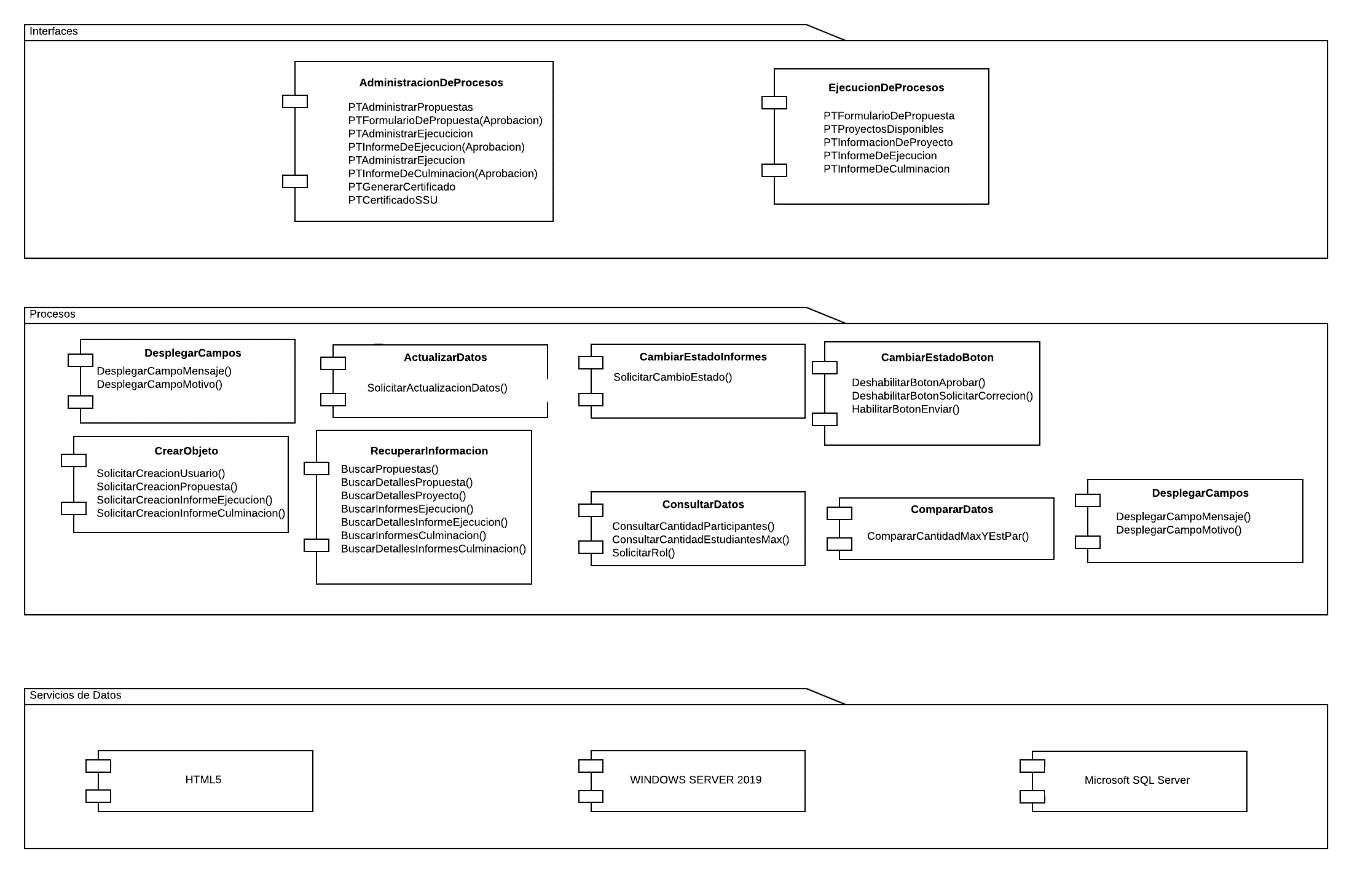 Interfaces
AdministracionDeProcesos
PTAdministrarPropuestas
PTFormularioDePropuesta(Aprobacion)
PTAdministrarEjecucicion
PTInformeDeEjecucion(Aprobacion)
PTAdministrarEjecucion
PTInformeDeCulminacion(Aprobacion)
PTGenerarCertificado
PTCertificadoSSU
EjecucionDeProcesos
PTFormularioDePropuesta
PTProyectosDisponibles
PTInformacionDeProyecto
PTInformeDeEjecucion
PTInformeDeCulminacion
Procesos
DesplegarCampos
DesplegarCampoMensaje()
DesplegarCampoMotivo()
ActualizarDatos
SolicitarActualizacionDatos()
CambiarEstadoInformes
SolicitarCambioEstado()
CambiarEstadoBoton
DeshabilitarBotonAprobar()
DeshabilitarBotonSolicitarCorrecion()
HabilitarBotonEnviar()
CrearObjeto
SolicitarCreacionUsuario()
SolicitarCreacionPropuesta()
SolicitarCreacionInformeEjecucion()
SolicitarCreacionInformeCulminacion()
RecuperarInformacion
BuscarPropuestas()
BuscarDetallesPropuesta()
BuscarDetallesProyecto()
BuscarInformesEjecucion()
BuscarDetallesInformeEjecucion()
BuscarInformesCulminacion()
BuscarDetallesInformesCulminacion()
ConsultarDatos
ConsultarCantidadParticipantes()
ConsultarCantidadEstudiantesMax()
SolicitarRol()
CompararDatos
CompararCantidadMaxYEstPar()
DesplegarCampos
DesplegarCampoMensaje()
DesplegarCampoMotivo()
Servicios de Datos
HTML5
WINDOWS SERVER 2019
Microsoft SQL Server